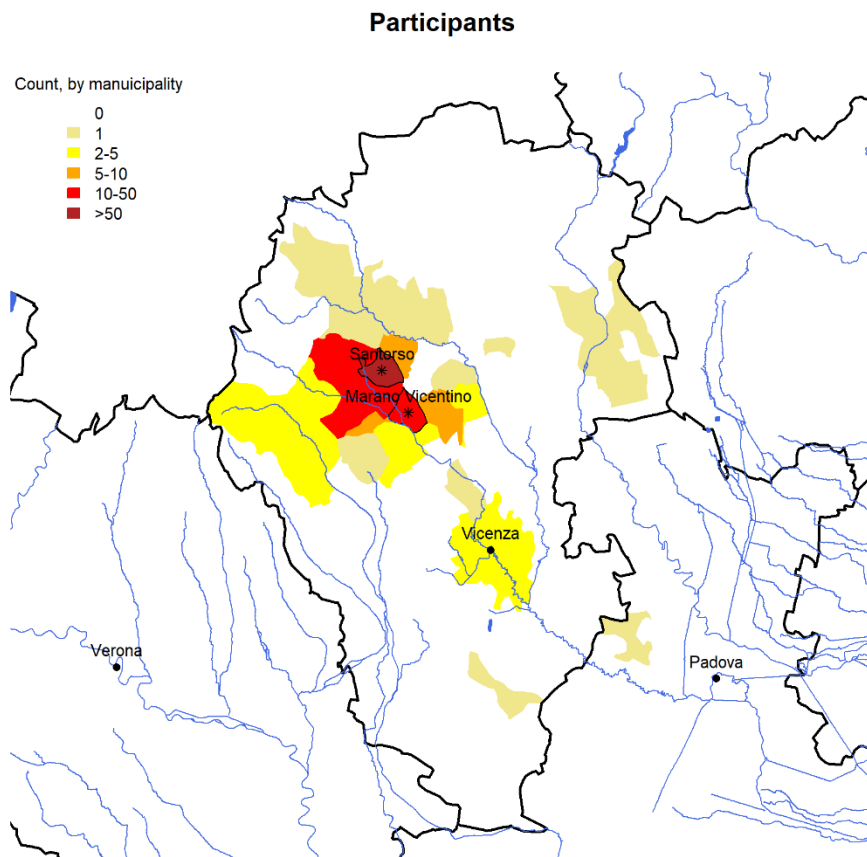 Participants
Count, by manuicipality
0
1
2-5
5-10
10-50
>50
Santorso
Marano Vicentino
Vicenza
Verona
Padova